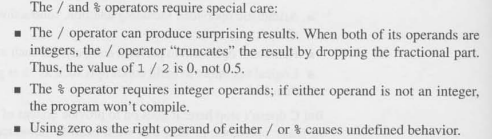 The / and % operators require special care:
■ The / operator can produce surprising results. When both of its operands are
integers, the / operator “truncates” the result by dropping the fractional part.
Thus, the value of 1 / 2 is 0, not 0.5.
■ The % operator requires integer operands; if either operand is not an integer,
the program won’t compile.
■ Using zero as the right operand of either / or % causes undefined behavior.